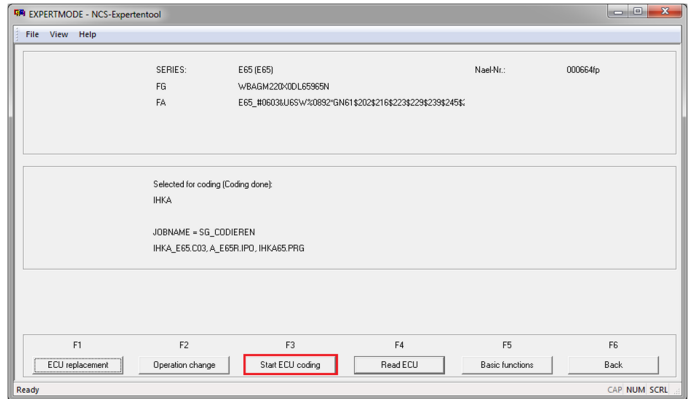 EXPERTMODE - NCS-Expertentool
File View Help
SERIES: E65 (E65) Nael-Nr.: 000664fp
FG WBAGM220X0DL65965N
FA E65_#0603&U6SW%0892*GN61$202$216$223$229$239$245$
Selected for coding (Coding done):
IHKA
JOBNAME = SG_CODIEREN
IHKA_E65.C03, A_E65R.IPO, IHKA65.PRG
F1 F2 F3 F4 F5 F6
ECU replacement Operation change Start ECU coding Read ECU Basic functions Back
Ready CAP NUM SCRL